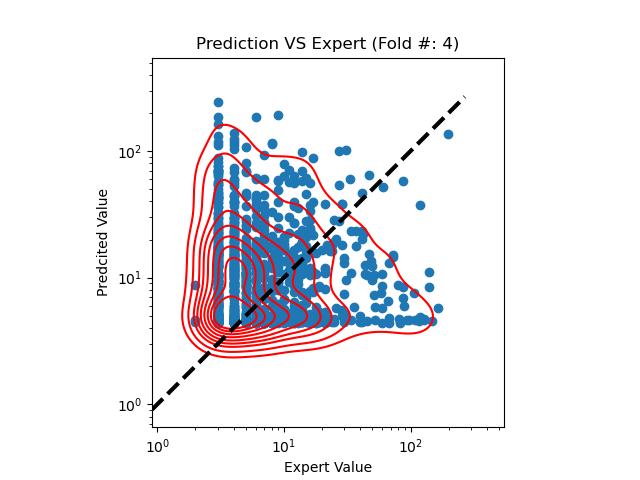 Prediction VS Expert (Fold #: 4)
Predcited Value
10²
10¹
10⁰
10⁰ 10¹ 10²
Expert Value